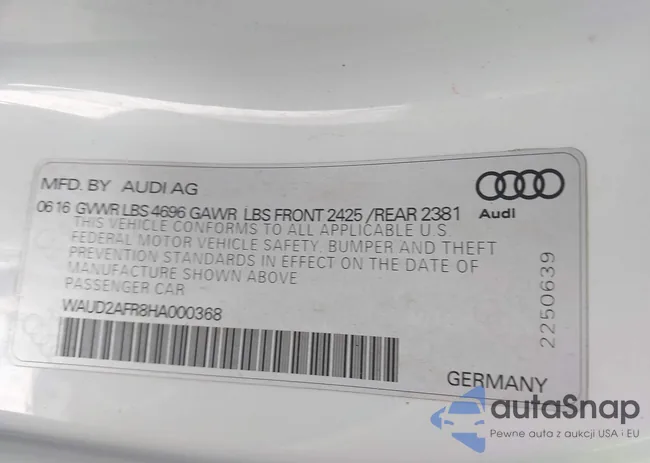 MFD. BY AUDI AG
0616 GVWR LBS 4696 GAWR LBS FRONT 2425 / REAR 2381
THIS VEHICLE CONFORMS TO ALL APPLICABLE U.S.
FEDERAL MOTOR VEHICLE SAFETY, BUMPER AND THEFT
PREVENTION STANDARDS IN EFFECT ON THE DATE OF
MANUFACTURE SHOWN ABOVE
PASSENGER CAR
WAUD2AFR8HA000368
Audi
2250639
GERMANY
autaSnap
Pewne auta z aukcji USA i EU